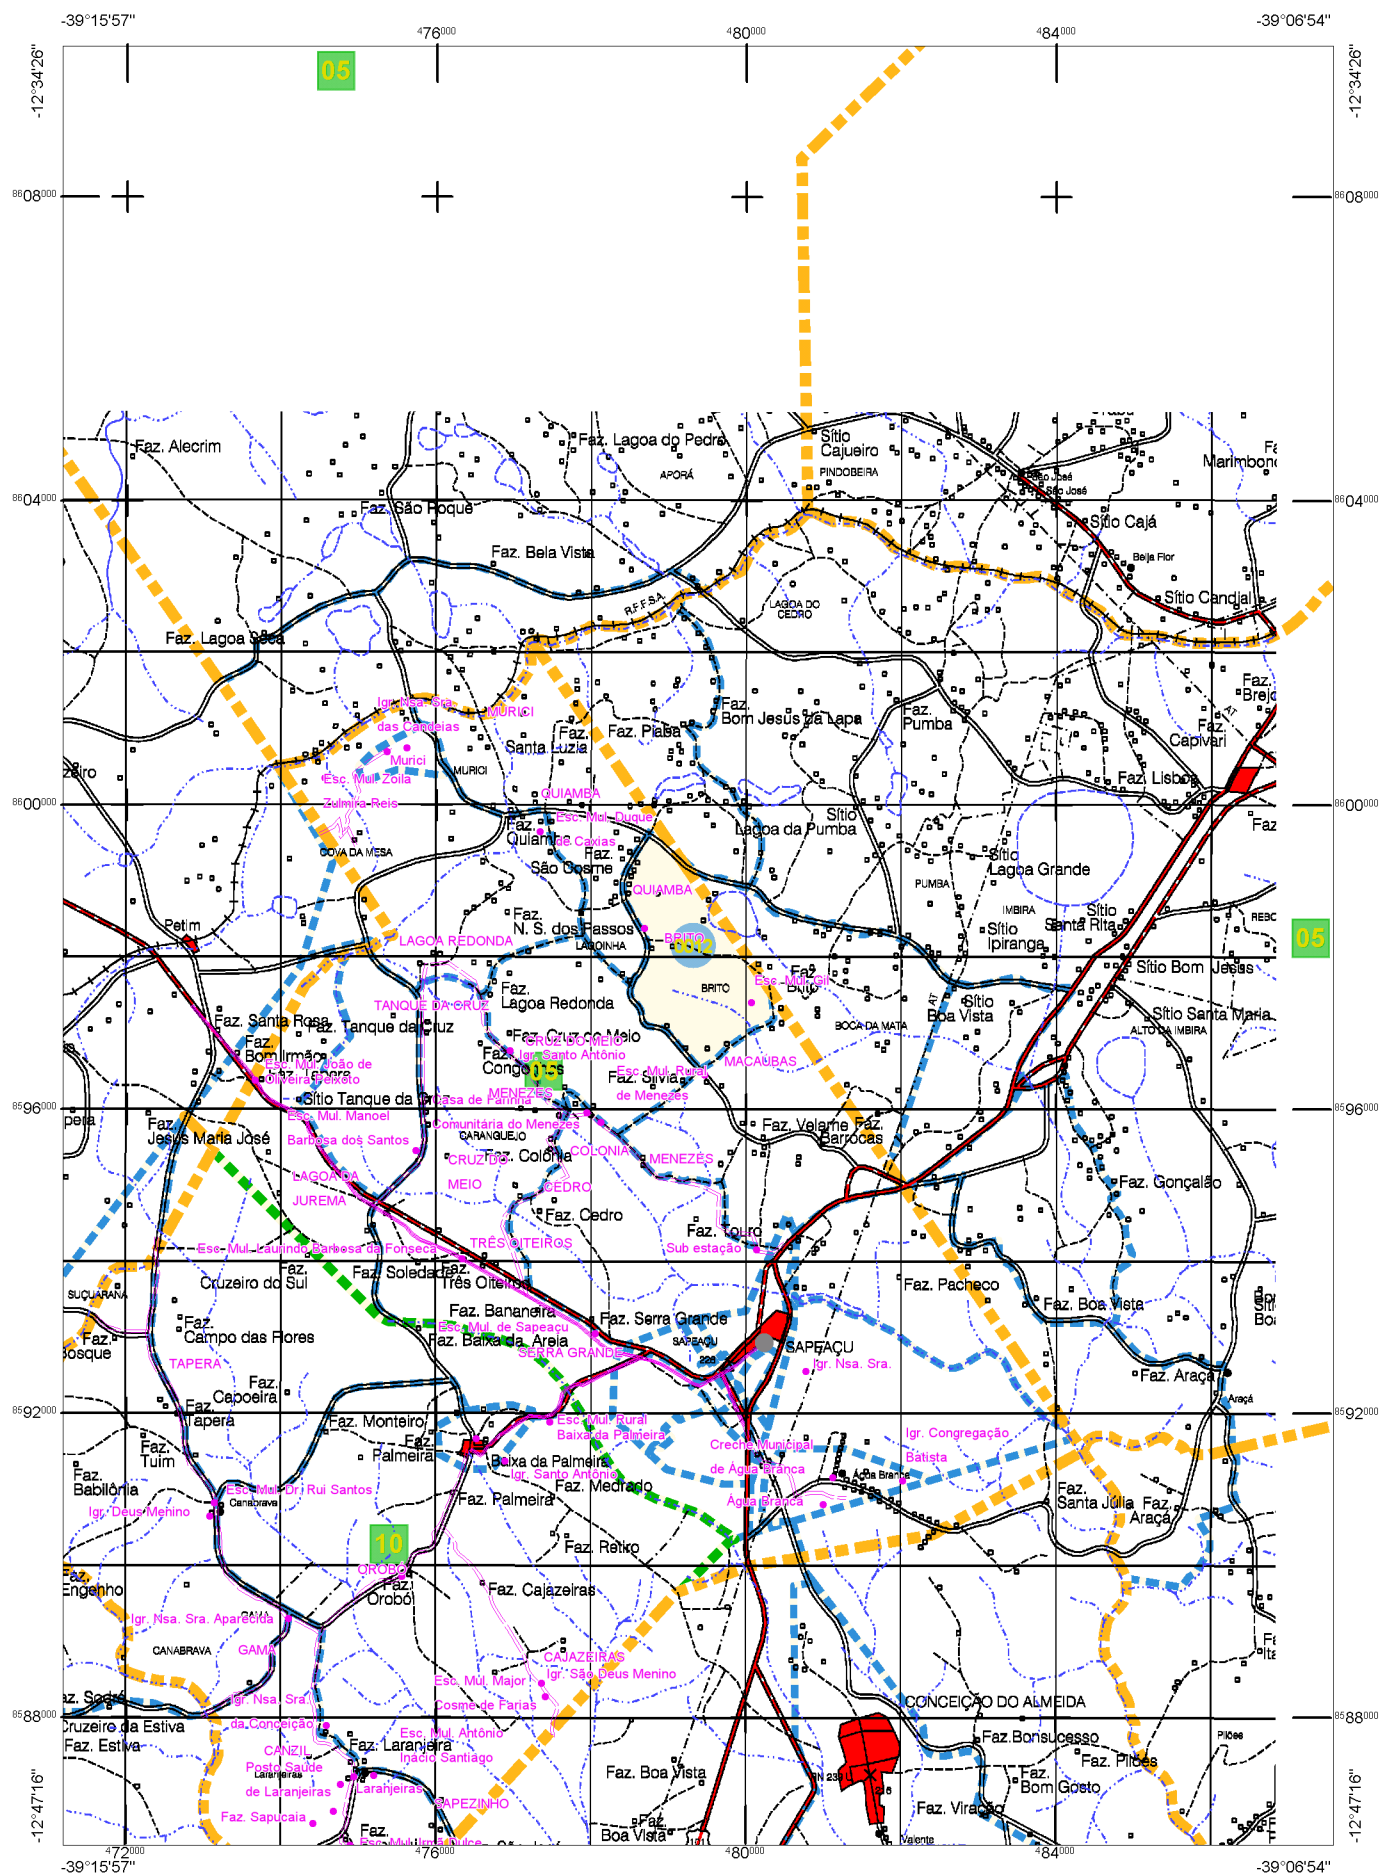 -39°15'57"
-39°06'54"
476000
480000
484000
-12°34'26"
-12°34'26"
05
8608000
8608000
Faz. Alecrim
Faz. Lagoa do Pedro
APORÁ
Sítio
Cajueiro
PINDOBEIRA
São José
São José
Marimbond
8604000
8604000
Faz. São Roque
Sítio Cajá
Faz. Bela Vista
Beija Flor
R.F.F.S.A.
LAGOA DO
CEDRO
Sítio Candial
Faz. Lagoa Seca
Igr. Nsa. Sra.
das Candeias
MURICI
Faz.
Santa Luzia
Faz. Piaba
Faz.
Bom Jesus da Lapa
Faz.
Pumba
Faz.
Brejo
AT
Faz.
Capivari
Murici
MURICI
Esc. Mul. Zoila
Zulmira Reis
Faz. Lisboa
QUIAMBA
8600000
8600000
Esc. Mul. Duque
de Caxias
Faz.
Quiamba
Sítio
Lagoa da Pumba
Faz
COVA DA MESA
Faz.
São Cosme
Sítio
Lagoa Grande
QUIAMBA
PUMBA
IMBIRA
Sítio
Santa Rita
Petim
Faz.
N. S. dos Passos
LAGOINHA
BRITO
0012
Sítio
Ipiranga
05
LAGOA REDONDA
Sítio Bom Jesus
Faz.
Lagoa Redonda
BRITO
Faz.
Brito
Esc. Mul. Gil
TANQUE DA CRUZ
AT
Sítio
Boa Vista
Sítio Santa Maria
ALTO DA IMBIRA
Faz. Santa Rosa
Faz. Tanque da Cruz
BOCA DA MATA
Faz.
Bom Irmão
Faz. Cruz do Meio
CRUZ DO MEIO
Igr. Santo Antônio
MACAUBAS
Esc. Mul. João de
Oliveira Peixoto
Faz.
05
Esc. Mul. Rural
de Menezes
Faz. Silvia
Sítio Tanque da Cruz
Casa de Farinha
MENEZES
8596000
8596000
Esc. Mul. Manoel
Barbosa dos Santos
Comunitária do Menezes
Faz.
Jesus Maria José
CARANGUEJO
Faz. Velame
Faz.
Barrocas
Faz. Colônia
COLONIA
MENEZES
CRUZ DO
MEIO
LAGOA DA
JUREMA
CEDRO
Faz. Cedro
Faz. Gonçalão
Faz. Touro
Sub estação
Esc. Mul. Laurindo Barbosa da Fonseca
TRÊS OITEIROS
Faz.
Cruzeiro do Sul
Faz. Soledade
Faz.
Três Oiteiros
Faz. Pacheco
SUÇUARANA
Faz.
Campo das Flores
Faz. Bananeira
Faz. Serra Grande
Faz. Boa Vista
Esc. Mul. de Sapeaçu
Faz. Baixa da Areia
SAPEAÇU
226
SAPEAÇU
SERRA GRANDE
TAPERA
Igr. Nsa. Sra.
Faz. Araçá
Araçá
Faz.
Capoeira
Faz.
Tapera
Faz. Monteiro
8592000
8592000
Esc. Mul. Rural
Baixa da Palmeira
Faz.
Tuim
Faz.
Palmeira
Baixa da Palmeira
Igr. Santo Antônio
Creche Municipal
de Água Branca
Igr. Congregação
Batista
Água Branca
Faz.
Babilônia
Esc. Mul. Dr. Rui Santos
Canabrava
Igr. Deus Menino
Faz. Palmeira
Faz. Medrado
Água Branca
Faz.
Santa Júlia
Faz.
Araçá
10
Faz. Retiro
OROBÓ
Faz.
Orobó
Faz.
Engenho
Faz. Cajazeiras
Igr. Nsa. Sra. Aparecida
GAMA
CANABRAVA
GAMA
CAJAZEIRAS
Igr. São Deus Menino
Esc. Mul. Major
Cosme de Farias
Igr. Nsa. Sra.
da Conceição
CONCEIÇÃO DO ALMEIDA
8588000
8588000
Cruzeiro da Estiva
Faz. Estiva
Esc. Mul. Antônio
Inácio Santiago
Faz. Laranjeira
Faz. Bonsucesso
Pilões
Faz. Pilões
CANZIL
Posto Saúde
de Laranjeiras
Laranjeiras
Laranjeiras
Faz. Boa Vista
Faz.
Bom Gosto
Faz. Sapucaia
SAPEZINHO
Faz. Viração
Faz.
Boa Vista
Esc. Mul. Irmã Dulce
Valente
-12°47'16"
-12°47'16"
472000
476000
480000
484000
-39°15'57"
-39°06'54"